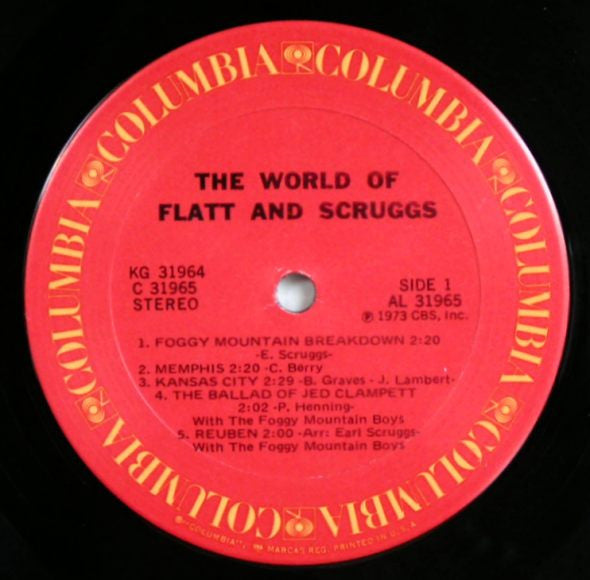 COLUMBIA COLUMBIA COLUMBIA COLUMBIA COLUMBIA COLUMBIA COLUMBIA COLUMBIA
THE WORLD OF
FLATT AND SCRUGGS
KG 31964
C 31965
STEREO
SIDE 1
AL 31965
℗ 1973 CBS, Inc.
1. FOGGY MOUNTAIN BREAKDOWN 2:20
-E. Scruggs-
2. MEMPHIS 2:20 -C. Berry
3. KANSAS CITY 2:29 -B. Graves - J. Lambert-
4. THE BALLAD OF JED CLAMPETT
2:02 -P. Henning-
With The Foggy Mountain Boys
5. REUBEN 2:00 -Arr: Earl Scruggs-
With The Foggy Mountain Boys
"COLUMBIA", MARCAS REG. PRINTED IN U.S.A